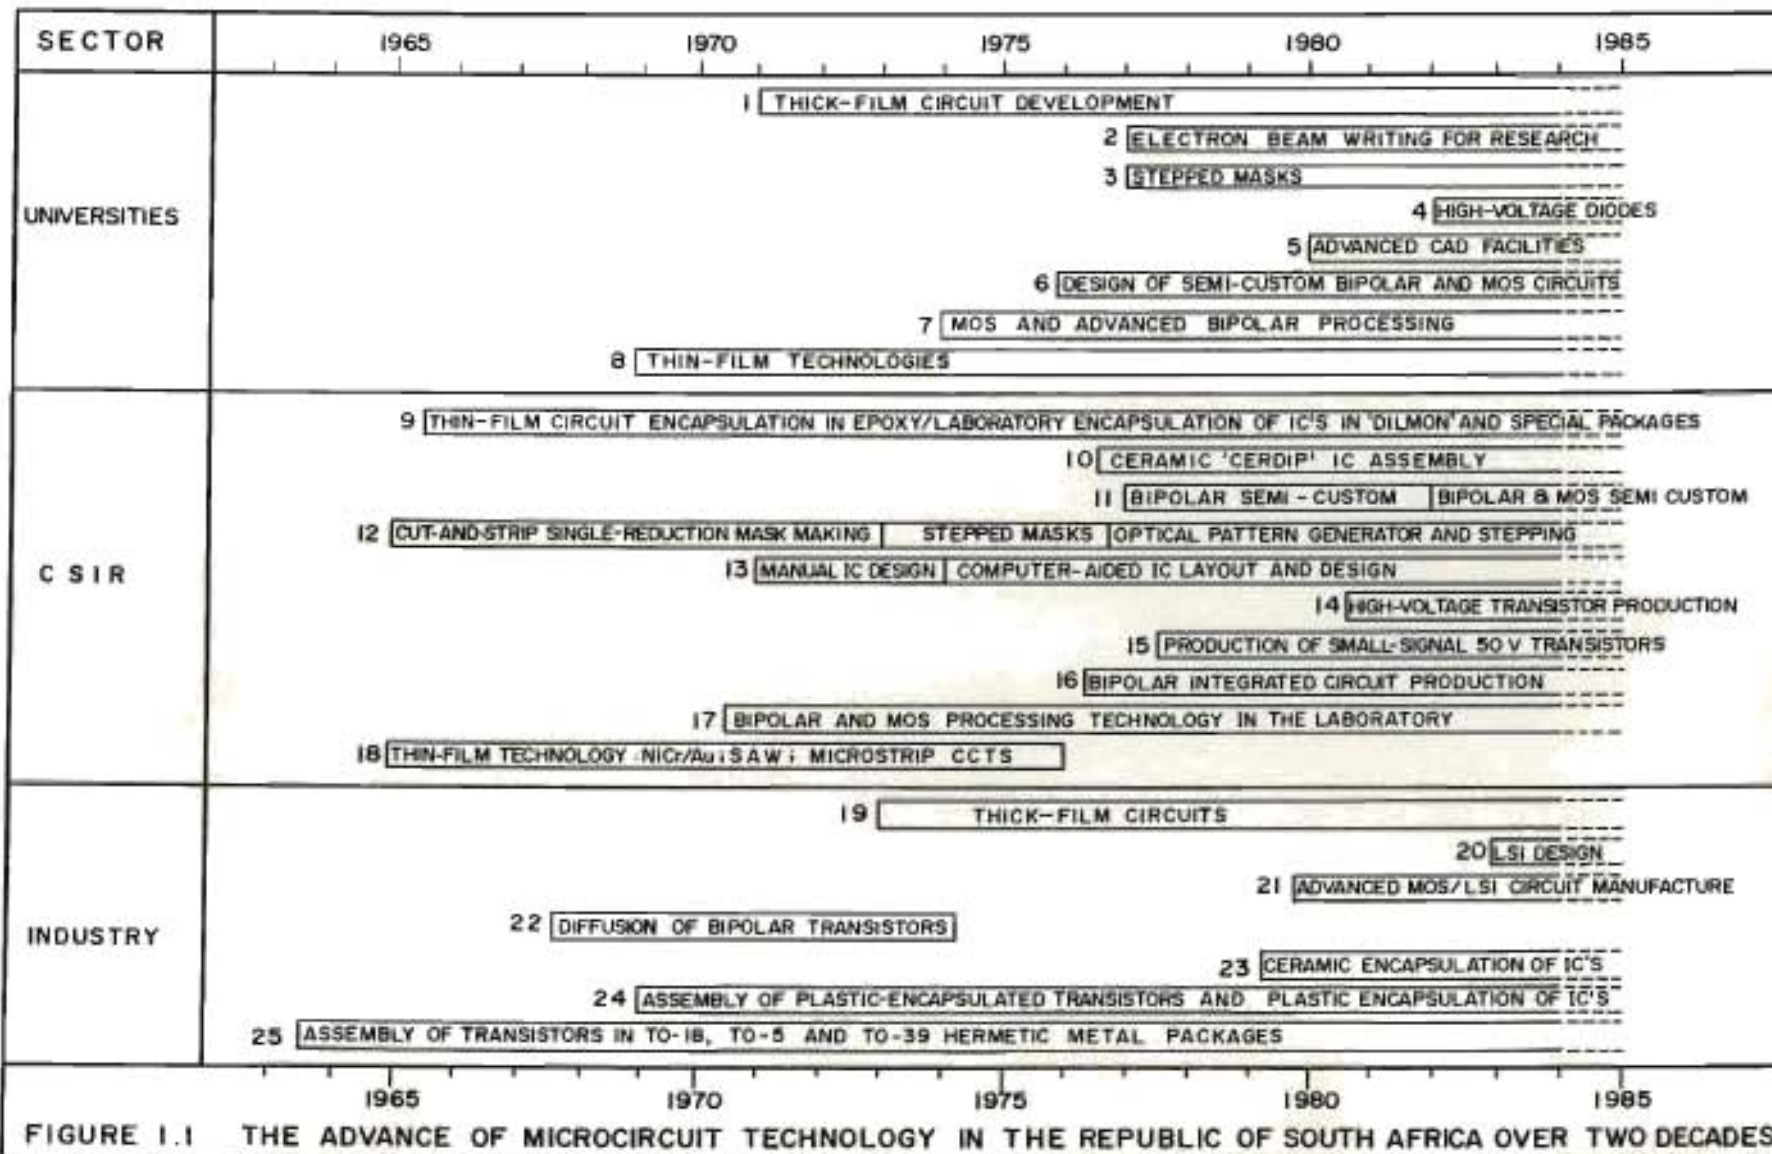 SECTOR 1965 1970 1975 1980 1985
UNIVERSITIES
1 THICK-FILM CIRCUIT DEVELOPMENT
2 ELECTRON BEAM WRITING FOR RESEARCH
3 STEPPED MASKS
4 HIGH-VOLTAGE DIODES
5 ADVANCED CAD FACILITIES
6 DESIGN OF SEMI-CUSTOM BIPOLAR AND MOS CIRCUITS
7 MOS AND ADVANCED BIPOLAR PROCESSING
8 THIN-FILM TECHNOLOGIES
CSIR
9 THIN-FILM CIRCUIT ENCAPSULATION IN EPOXY/LABORATORY ENCAPSULATION OF IC'S IN 'DILMON' AND SPECIAL PACKAGES
10 CERAMIC 'CERDIP' IC ASSEMBLY
11 BIPOLAR SEMI-CUSTOM BIPOLAR & MOS SEMI CUSTOM
12 CUT-AND-STRIP SINGLE-REDUCTION MASK MAKING STEPPED MASKS OPTICAL PATTERN GENERATOR AND STEPPING
13 MANUAL IC DESIGN COMPUTER-AIDED IC LAYOUT AND DESIGN
14 HIGH-VOLTAGE TRANSISTOR PRODUCTION
15 PRODUCTION OF SMALL-SIGNAL 50 V TRANSISTORS
16 BIPOLAR INTEGRATED CIRCUIT PRODUCTION
17 BIPOLAR AND MOS PROCESSING TECHNOLOGY IN THE LABORATORY
18 THIN-FILM TECHNOLOGY : NiCr/Au ; SAW ; MICROSTRIP CCTS
INDUSTRY
19 THICK-FILM CIRCUITS
20 LSI DESIGN
21 ADVANCED MOS/LSI CIRCUIT MANUFACTURE
22 DIFFUSION OF BIPOLAR TRANSISTORS
23 CERAMIC ENCAPSULATION OF IC'S
24 ASSEMBLY OF PLASTIC-ENCAPSULATED TRANSISTORS AND PLASTIC ENCAPSULATION OF IC'S
25 ASSEMBLY OF TRANSISTORS IN TO-18, TO-5 AND TO-39 HERMETIC METAL PACKAGES
1965 1970 1975 1980 1985
FIGURE 1.1 THE ADVANCE OF MICROCIRCUIT TECHNOLOGY IN THE REPUBLIC OF SOUTH AFRICA OVER TWO DECADES